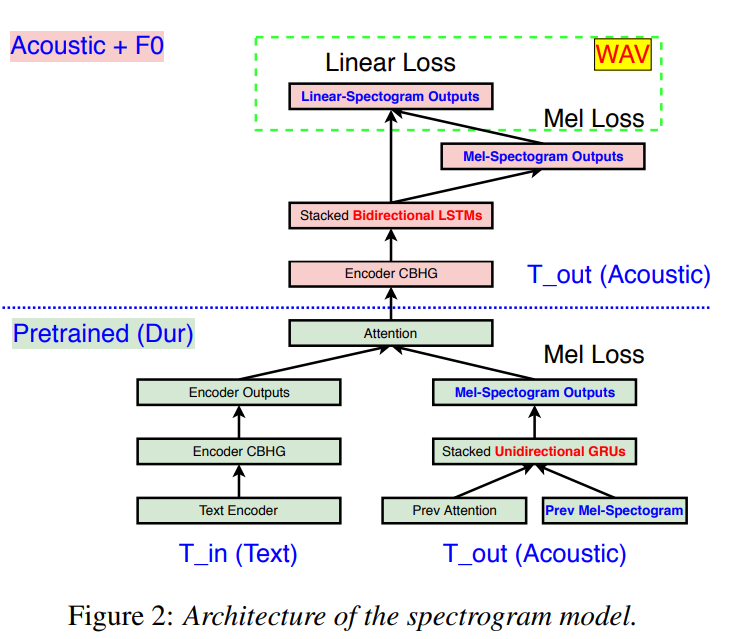 Acoustic + F0
WAV
Linear Loss
Linear-Spectogram Outputs
Mel Loss
Mel-Spectogram Outputs
Stacked Bidirectional LSTMs
Encoder CBHG
T_out (Acoustic)
Pretrained (Dur)
Attention
Mel Loss
Encoder Outputs
Mel-Spectogram Outputs
Encoder CBHG
Stacked Unidirectional GRUs
Text Encoder
Prev Attention
Prev Mel-Spectogram
T_in (Text)
T_out (Acoustic)
Figure 2: Architecture of the spectrogram model.